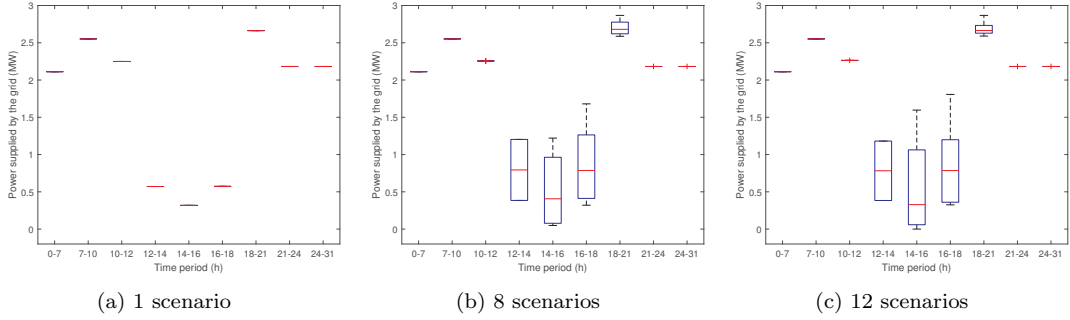 Power supplied by the grid (MW)
3
2.5
2
1.5
1
0.5
0
0-7 7-10 10-12 12-14 14-16 16-18 18-21 21-24 24-31
Time period (h)
(a) 1 scenario
Power supplied by the grid (MW)
3
2.5
2
1.5
1
0.5
0
0-7 7-10 10-12 12-14 14-16 16-18 18-21 21-24 24-31
Time period (h)
(b) 8 scenarios
Power supplied by the grid (MW)
3
2.5
2
1.5
1
0.5
0
0-7 7-10 10-12 12-14 14-16 16-18 18-21 21-24 24-31
Time period (h)
(c) 12 scenarios